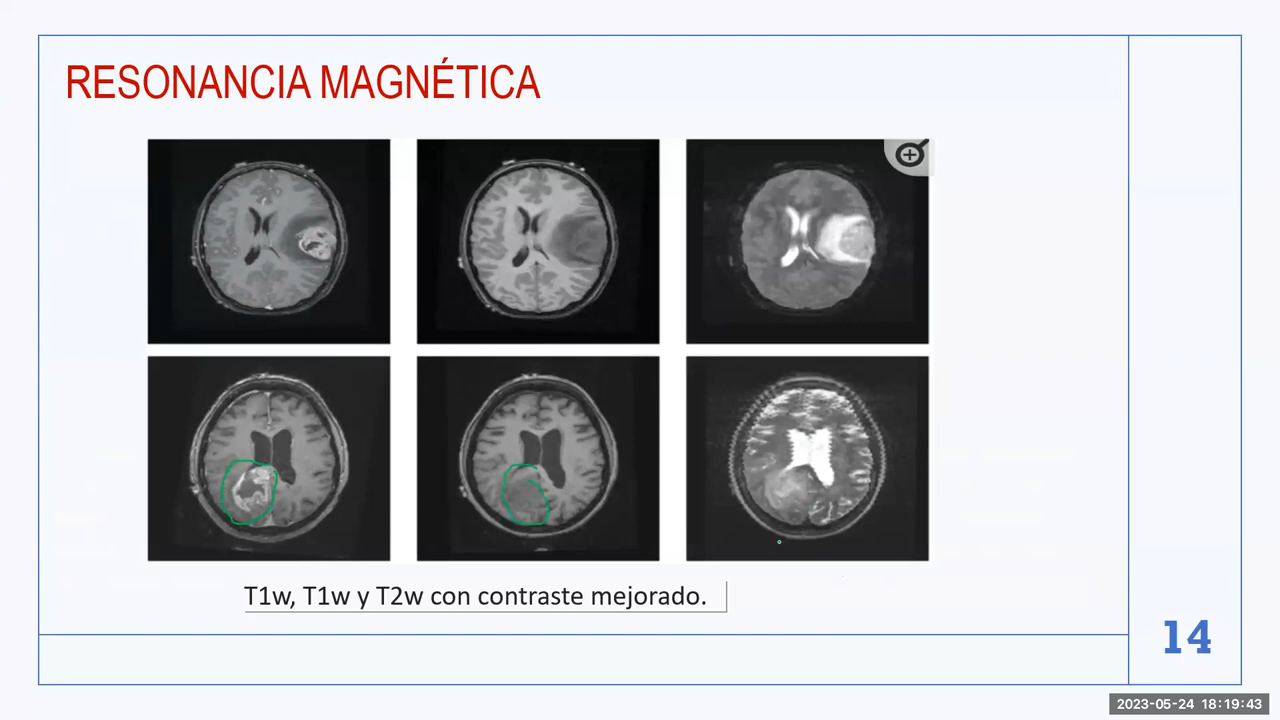 RESONANCIA MAGNÉTICA
T1w, T1w y T2w con contraste mejorado.
14
2023-05-24 18:19:43